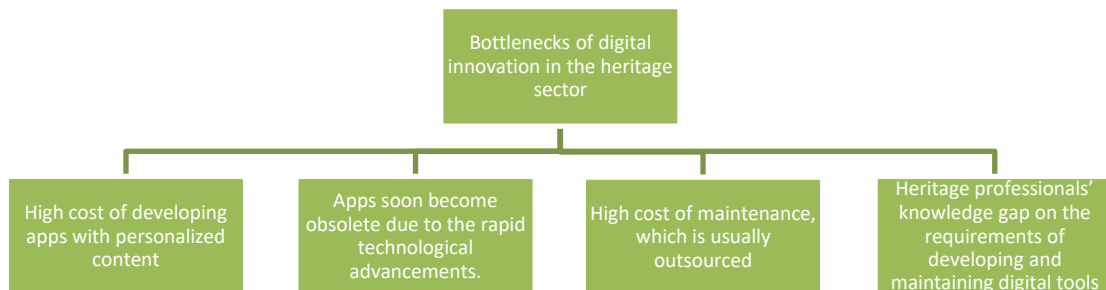 Bottlenecks of digital
innovation in the heritage
sector
High cost of developing
apps with personalized
content
Apps soon become
obsolete due to the rapid
technological
advancements.
High cost of maintenance,
which is usually
outsourced
Heritage professionals’
knowledge gap on the
requirements of
developing and
maintaining digital tools